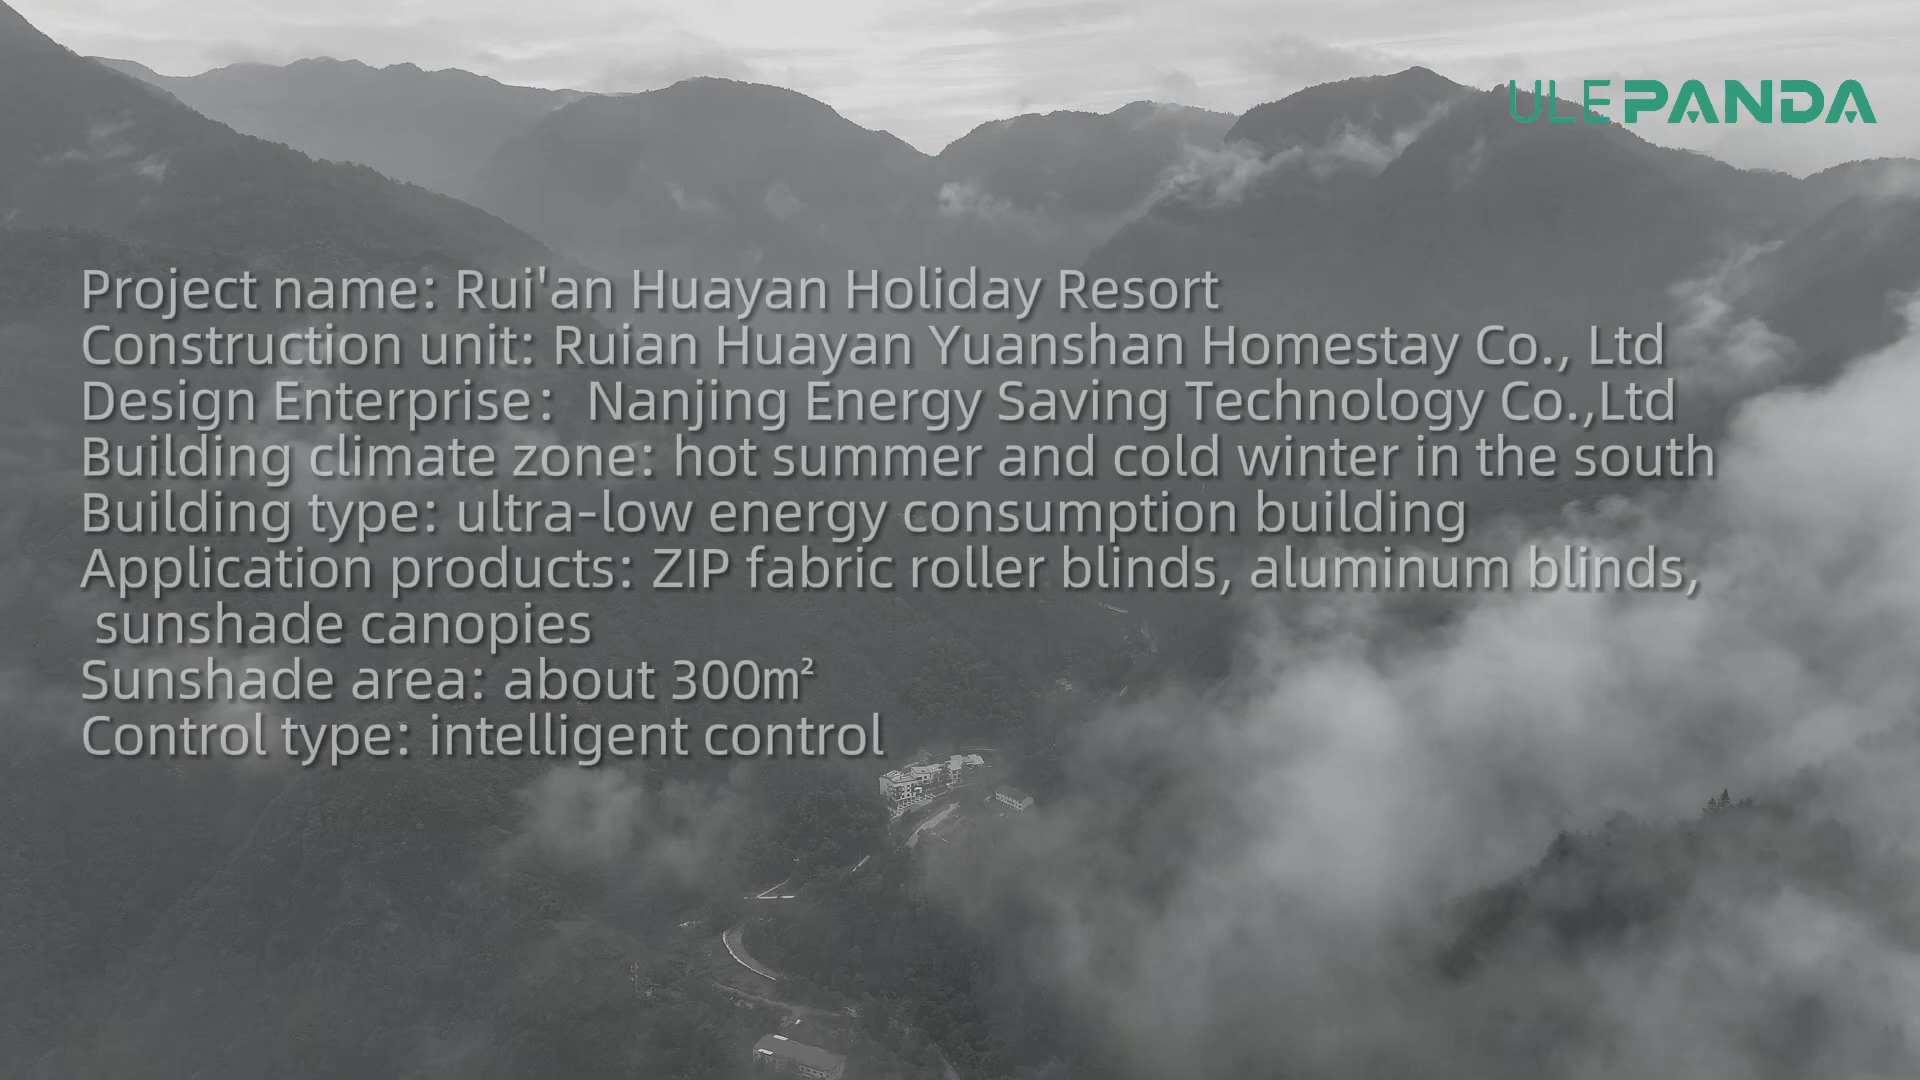 ULEPANDA
Project name: Rui'an Huayan Holiday Resort
Construction unit: Ruian Huayan Yuanshan Homestay Co., Ltd
Design Enterprise： Nanjing Energy Saving Technology Co.,Ltd
Building climate zone: hot summer and cold winter in the south
Building type: ultra-low energy consumption building
Application products: ZIP fabric roller blinds, aluminum blinds,
sunshade canopies
Sunshade area: about 300m²
Control type: intelligent control